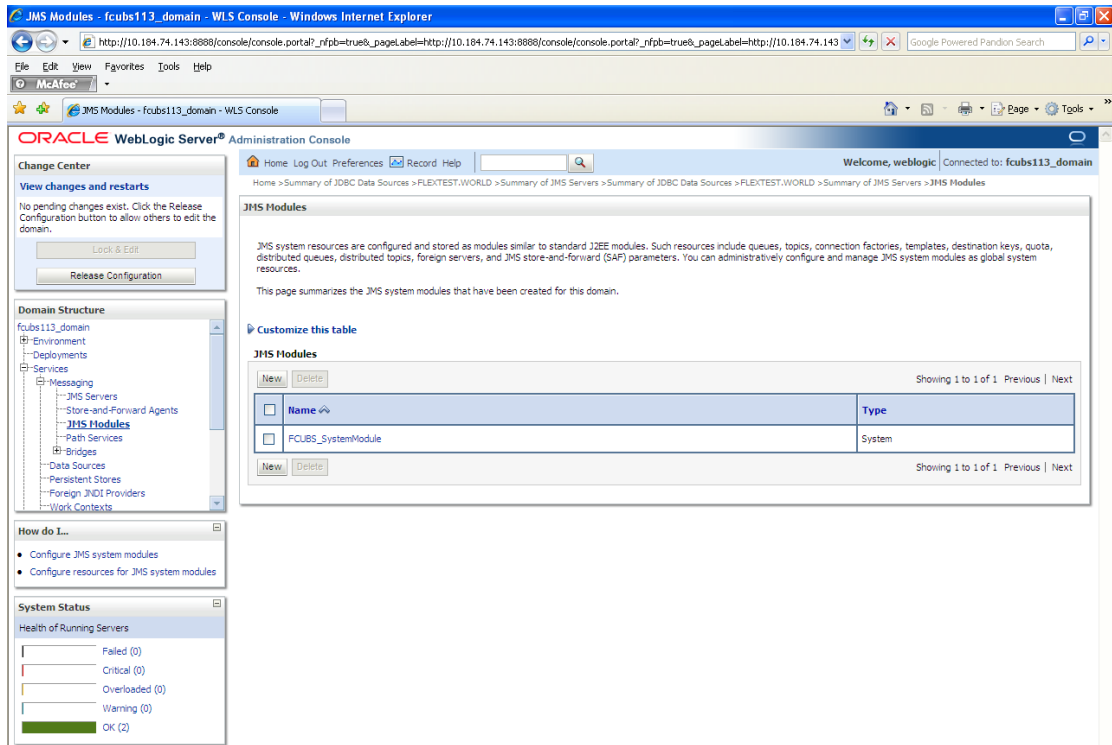 JMS Modules - fcubs113_domain - WLS Console - Windows Internet Explorer
http://10.184.74.143:8888/console/console.portal?_nfpb=true&_pageLabel=http://10.184.74.143:8888/console/console.portal?_nfpb=true&_pageLabel=http://10.184.74.143
Google Powered Pandion Search
File Edit View Favorites Tools Help
McAfee
JMS Modules - fcubs113_domain - WLS Console
Page Tools
ORACLE WebLogic Server® Administration Console
Change Center
View changes and restarts
No pending changes exist. Click the Release
Configuration button to allow others to edit the
domain.
Lock & Edit
Release Configuration
Domain Structure
fcubs113_domain
Environment
Deployments
Services
Messaging
JMS Servers
Store-and-Forward Agents
JMS Modules
Path Services
Bridges
Data Sources
Persistent Stores
Foreign JNDI Providers
Work Contexts
How do I...
Configure JMS system modules
Configure resources for JMS system modules
System Status
Health of Running Servers
Failed (0)
Critical (0)
Overloaded (0)
Warning (0)
OK (2)
Home Log Out Preferences Record Help
Welcome, weblogic Connected to: fcubs113_domain
Home >Summary of JDBC Data Sources >FLEXTEST.WORLD >Summary of JMS Servers >Summary of JDBC Data Sources >FLEXTEST.WORLD >Summary of JMS Servers >JMS Modules
JMS Modules
JMS system resources are configured and stored as modules similar to standard J2EE modules. Such resources include queues, topics, connection factories, templates, destination keys, quota,
distributed queues, distributed topics, foreign servers, and JMS store-and-forward (SAF) parameters. You can administratively configure and manage JMS system modules as global system
resources.
This page summarizes the JMS system modules that have been created for this domain.
Customize this table
JMS Modules
New Delete
Showing 1 to 1 of 1 Previous | Next
Name Type
FCUBS_SystemModule System
New Delete
Showing 1 to 1 of 1 Previous | Next